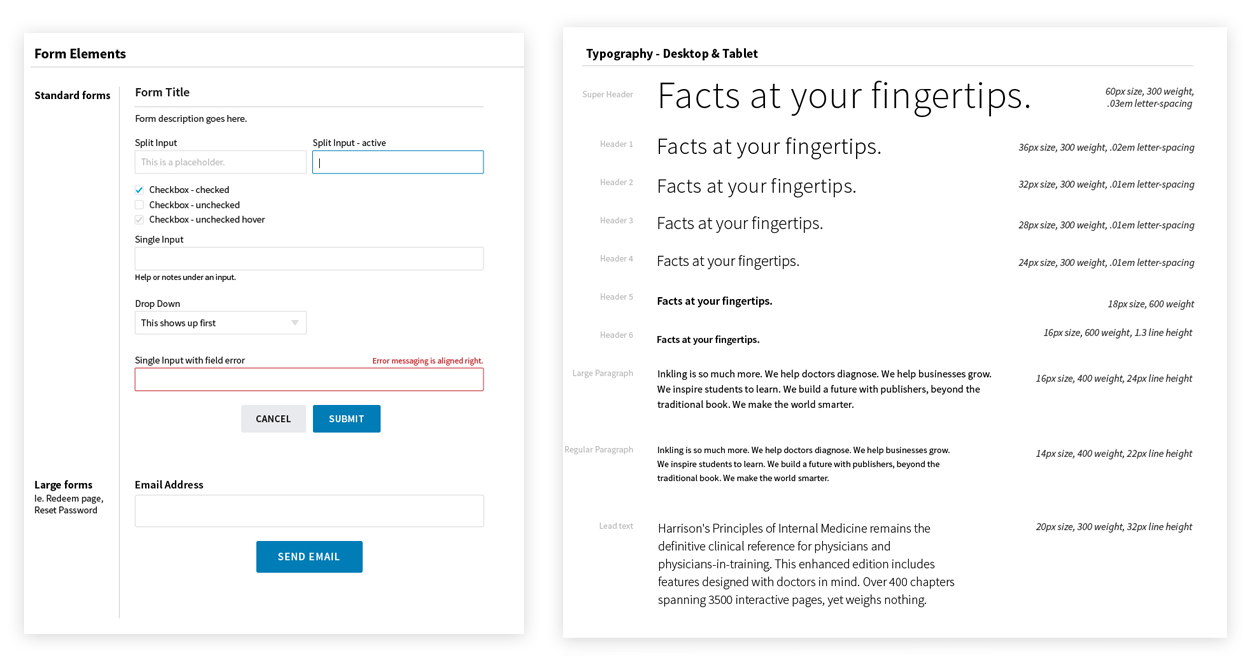 Form Elements
Standard forms
Form Title
Form description goes here.
Split Input
Split Input - active
This is a placeholder.
Checkbox - checked
Checkbox - unchecked
Checkbox - unchecked hover
Single Input
Help or notes under an input.
Drop Down
This shows up first
Single Input with field error
Error messaging is aligned right.
CANCEL
SUBMIT
Large forms
Ie. Redeem page,
Reset Password
Email Address
SEND EMAIL
Typography - Desktop & Tablet
Super Header
Facts at your fingertips.
60px size, 300 weight,
.03em letter-spacing
Header 1
Facts at your fingertips.
36px size, 300 weight, .02em letter-spacing
Header 2
Facts at your fingertips.
32px size, 300 weight, .01em letter-spacing
Header 3
Facts at your fingertips.
28px size, 300 weight, .01em letter-spacing
Header 4
Facts at your fingertips.
24px size, 300 weight, .01em letter-spacing
Header 5
Facts at your fingertips.
18px size, 600 weight
Header 6
Facts at your fingertips.
16px size, 600 weight, 1.3 line height
Large Paragraph
Inkling is so much more. We help doctors diagnose. We help businesses grow.
We inspire students to learn. We build a future with publishers, beyond the
traditional book. We make the world smarter.
16px size, 400 weight, 24px line height
Regular Paragraph
Inkling is so much more. We help doctors diagnose. We help businesses grow.
We inspire students to learn. We build a future with publishers, beyond the
traditional book. We make the world smarter.
14px size, 400 weight, 22px line height
Lead text
Harrison's Principles of Internal Medicine remains the
definitive clinical reference for physicians and
physicians-in-training. This enhanced edition includes
features designed with doctors in mind. Over 400 chapters
spanning 3500 interactive pages, yet weighs nothing.
20px size, 300 weight, 32px line height